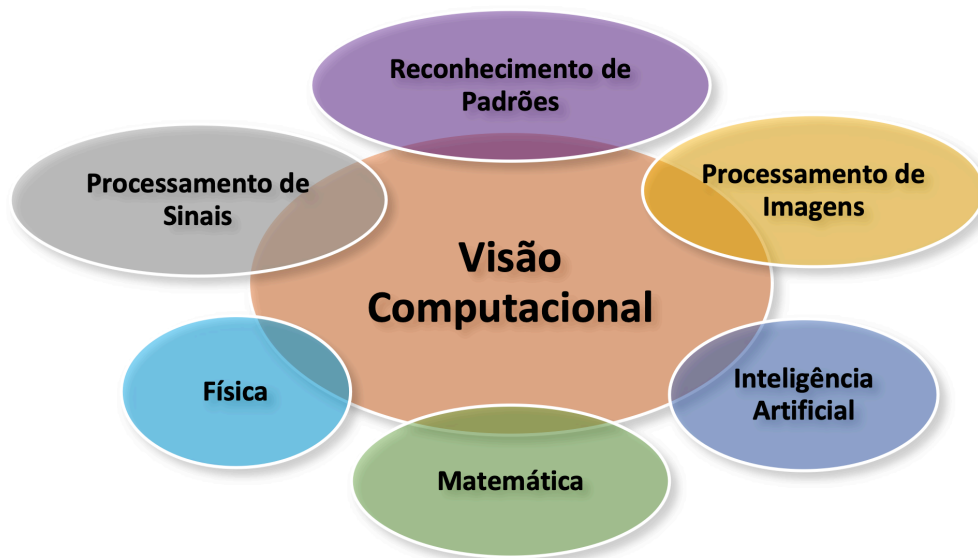 Reconhecimento de
Padrões
Processamento de
Sinais
Processamento de
Imagens
Visão
Computacional
Física
Inteligência
Artificial
Matemática